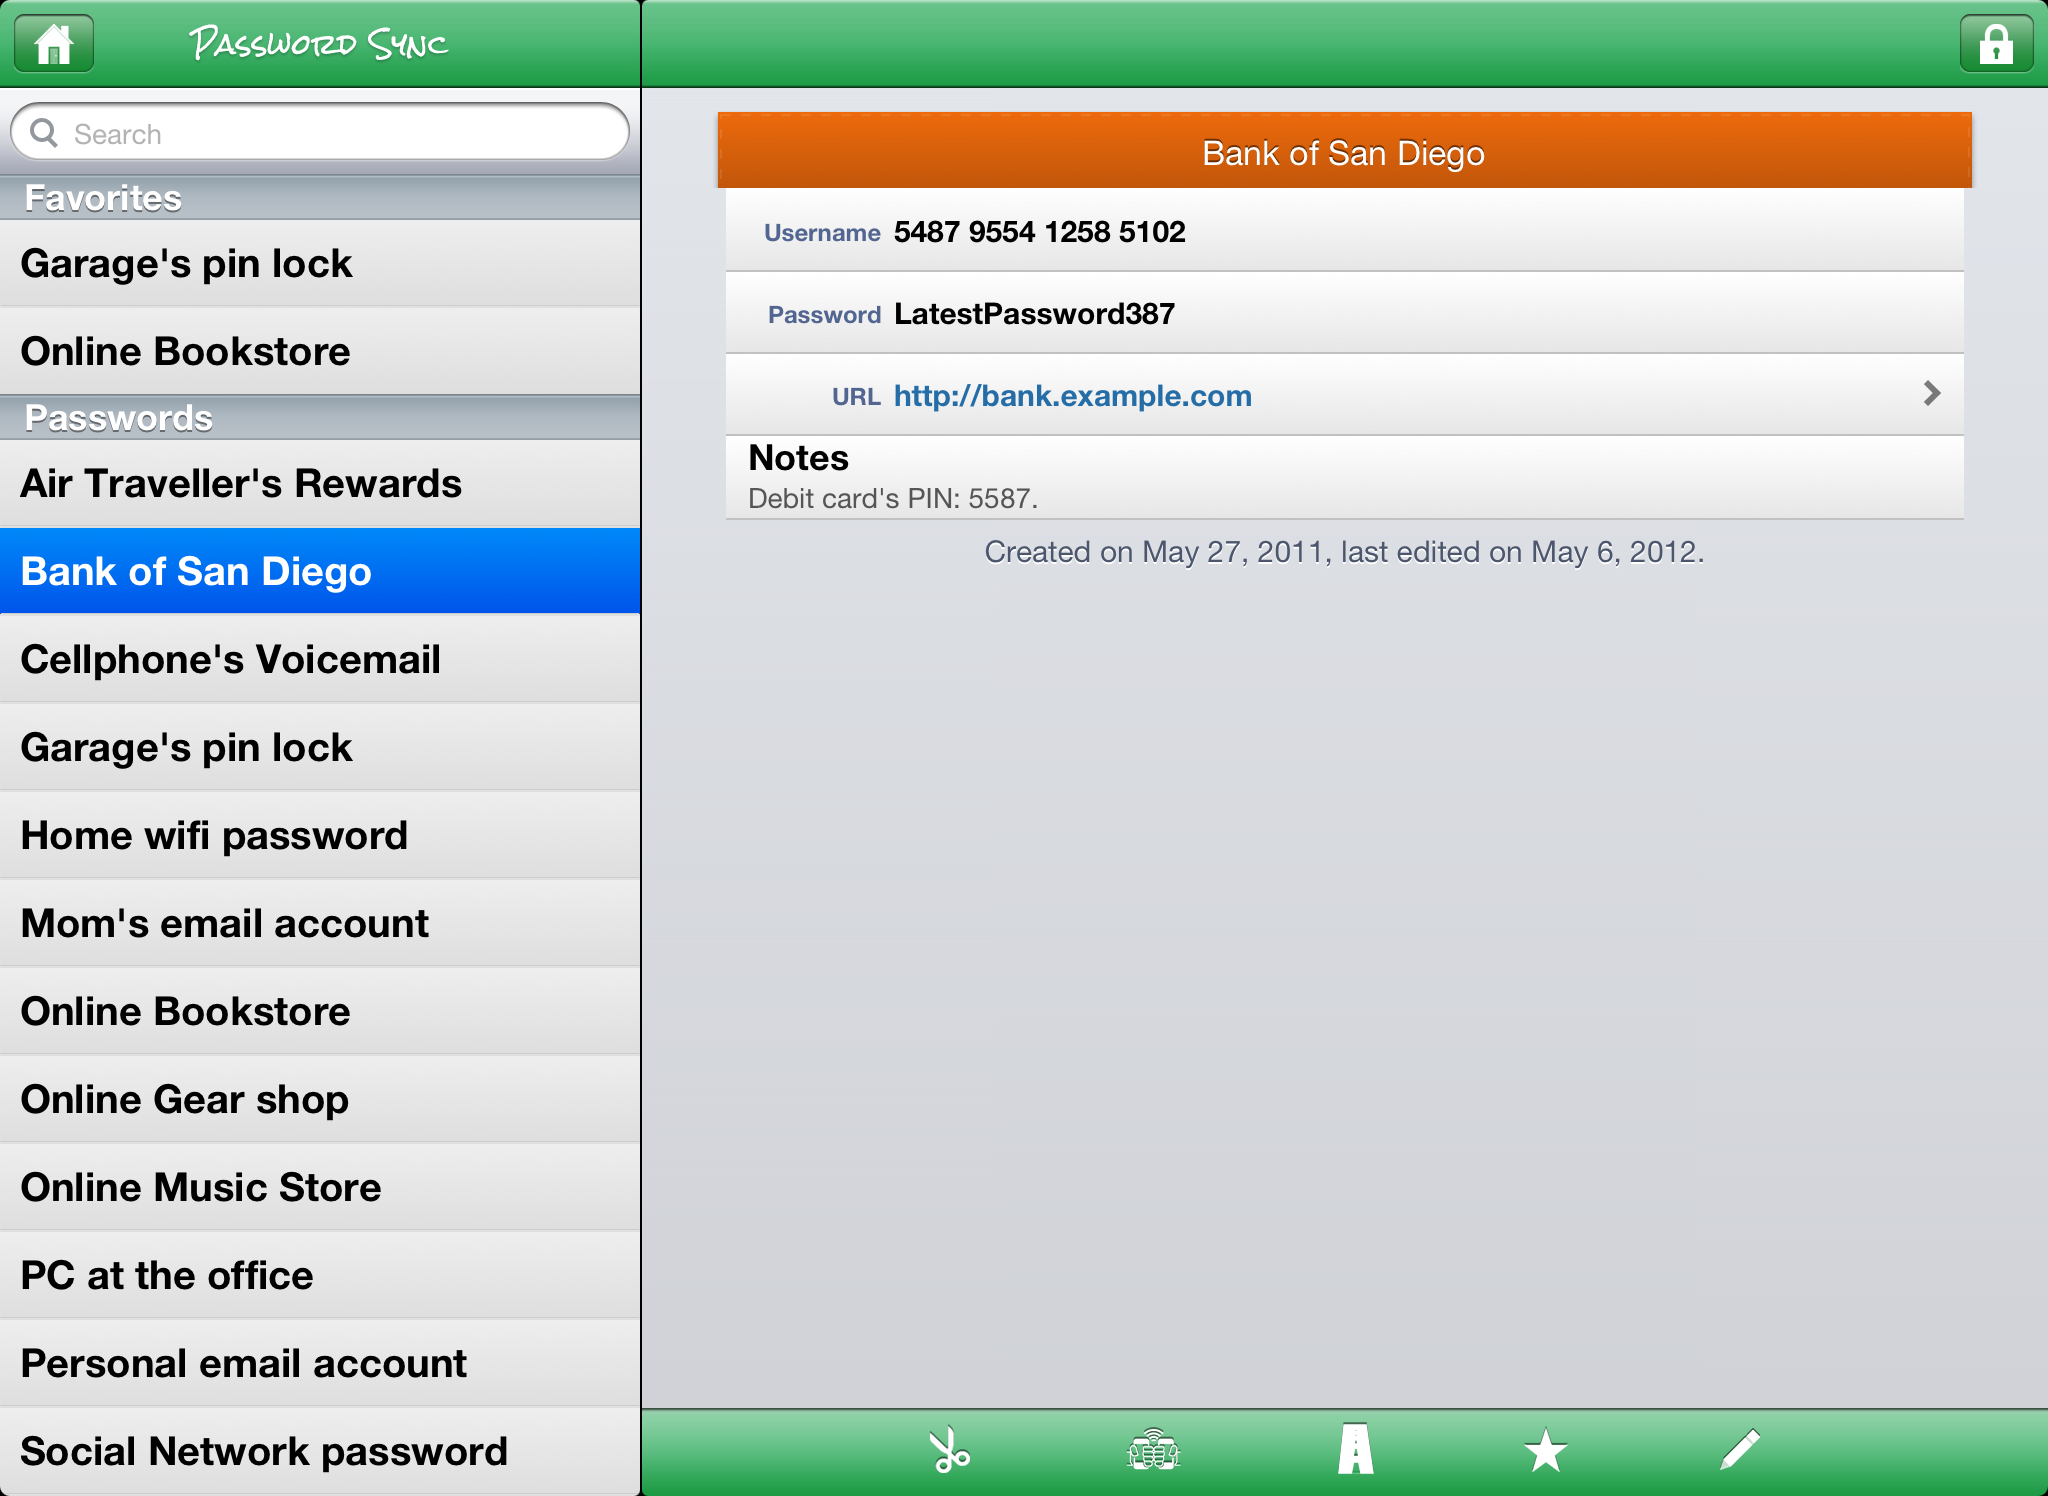 Password Sync
Search
Favorites
Garage's pin lock
Online Bookstore
Passwords
Air Traveller's Rewards
Bank of San Diego
Cellphone's Voicemail
Garage's pin lock
Home wifi password
Mom's email account
Online Bookstore
Online Gear shop
Online Music Store
PC at the office
Personal email account
Social Network password
Bank of San Diego
Username 5487 9554 1258 5102
Password LatestPassword387
URL http://bank.example.com
Notes
Debit card's PIN: 5587.
Created on May 27, 2011, last edited on May 6, 2012.